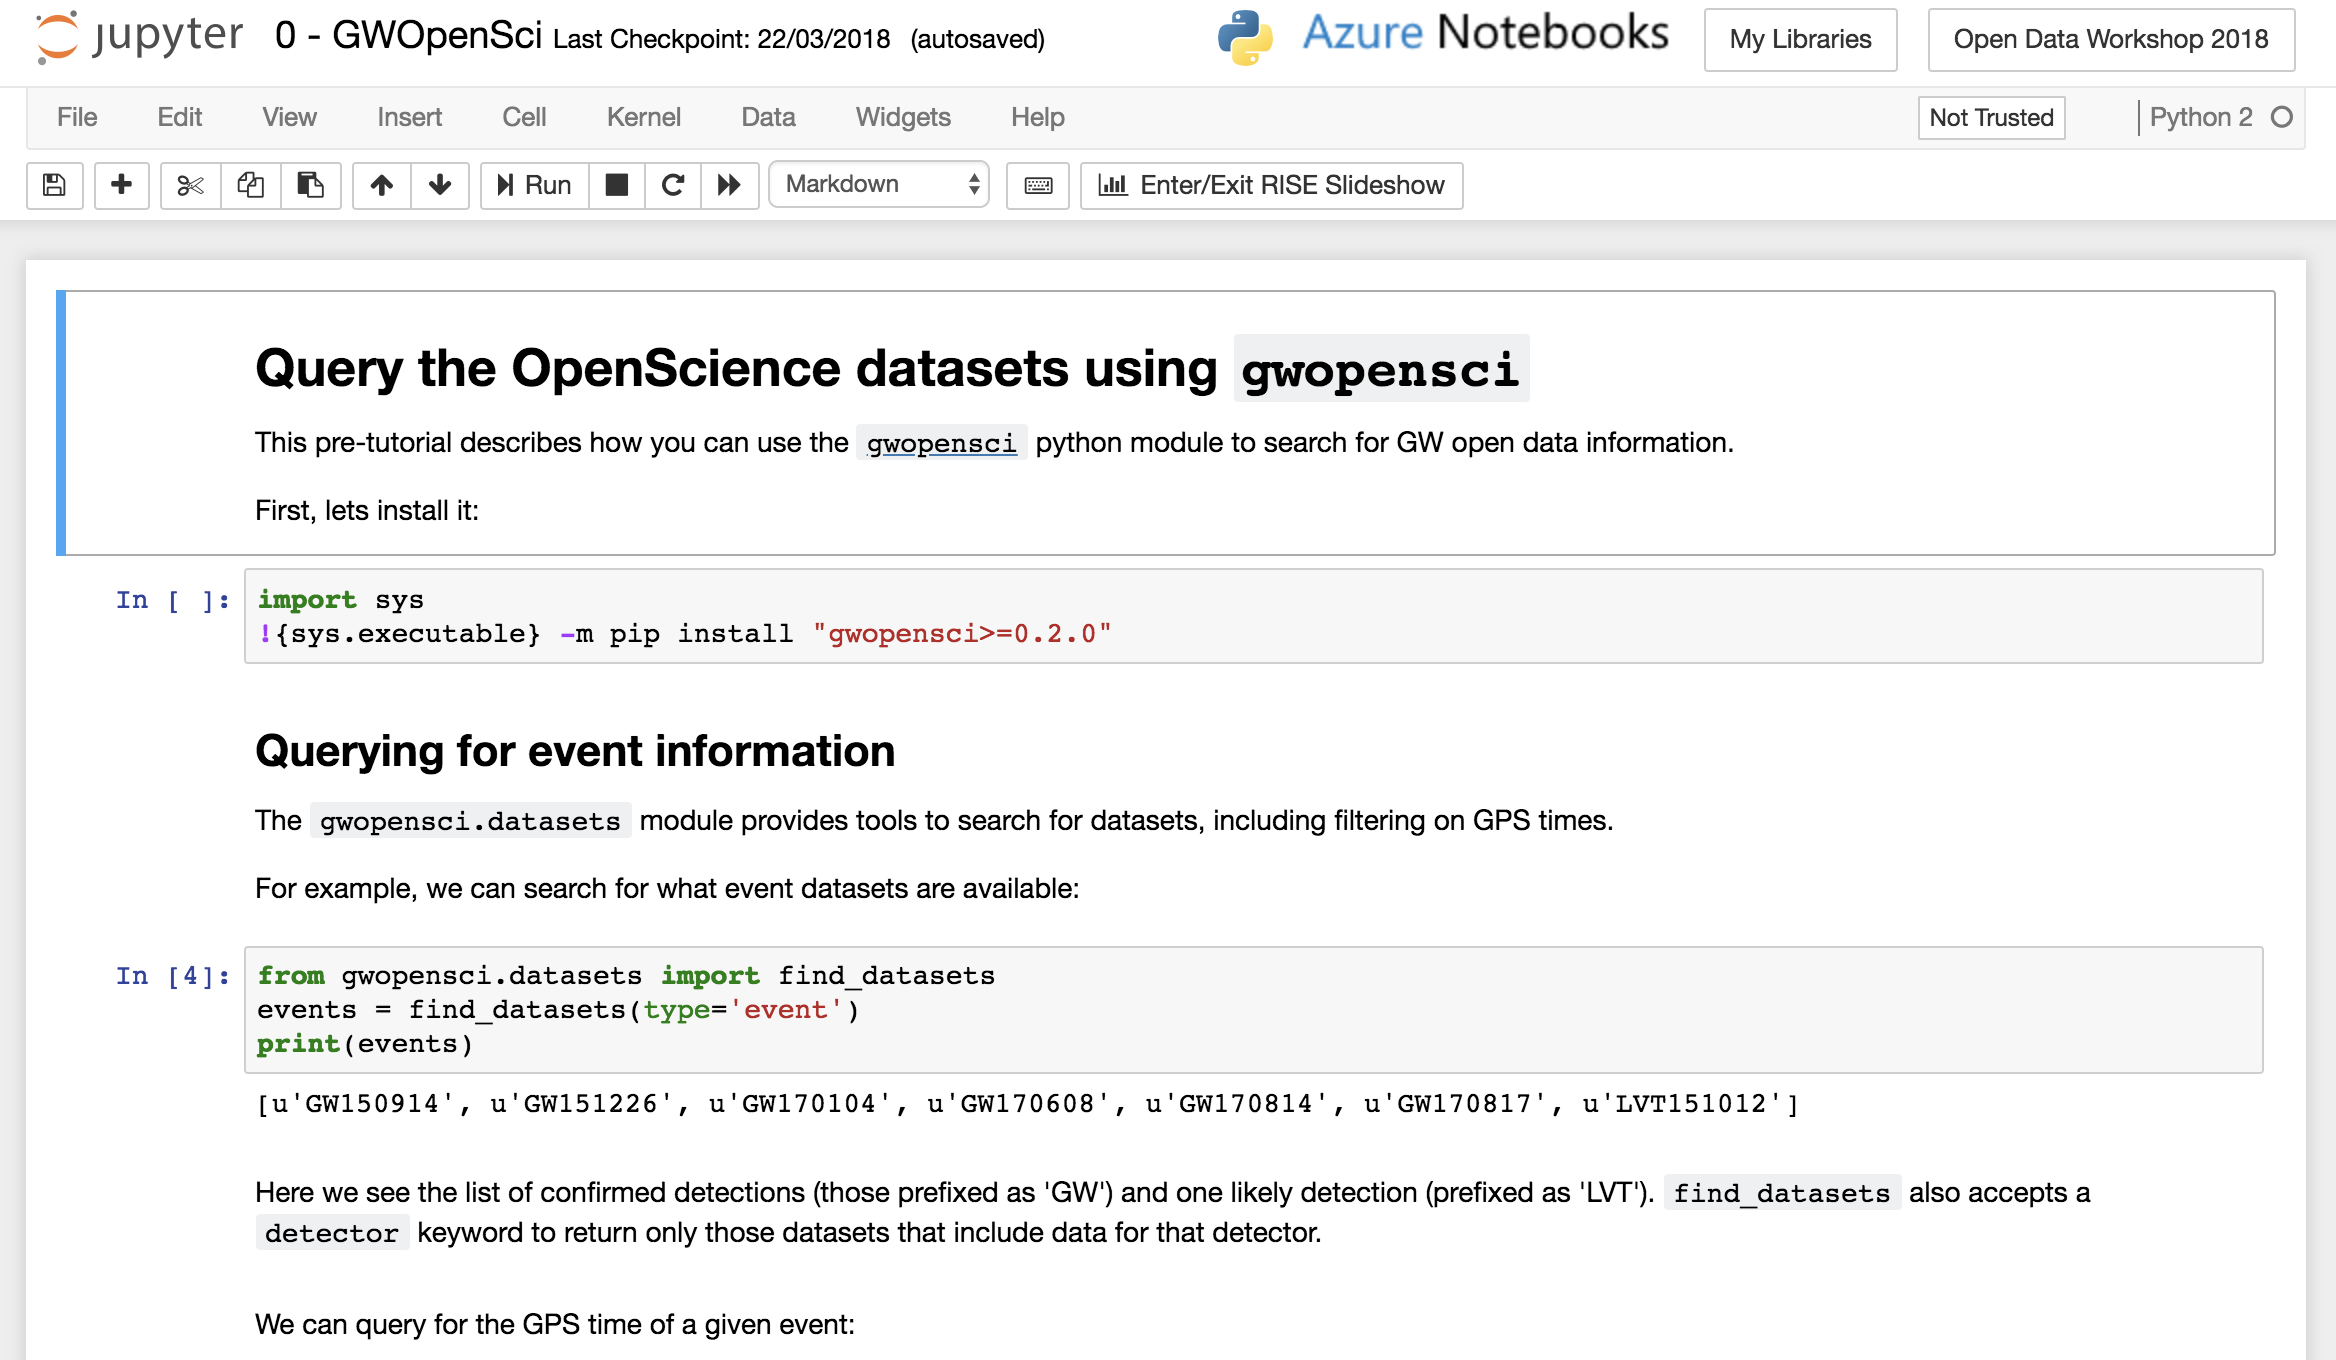 jupyter 0 - GWOpenSci Last Checkpoint: 22/03/2018 (autosaved) Azure Notebooks My Libraries Open Data Workshop 2018
File Edit View Insert Cell Kernel Data Widgets Help Not Trusted Python 2
Run Markdown Enter/Exit RISE Slideshow
Query the OpenScience datasets using gwopensci
This pre-tutorial describes how you can use the gwopensci python module to search for GW open data information.
First, lets install it:
In [ ]: import sys
!{sys.executable} -m pip install "gwopensci>=0.2.0"
Querying for event information
The gwopensci.datasets module provides tools to search for datasets, including filtering on GPS times.
For example, we can search for what event datasets are available:
In [4]: from gwopensci.datasets import find_datasets
events = find_datasets(type='event')
print(events)
[u'GW150914', u'GW151226', u'GW170104', u'GW170608', u'GW170814', u'GW170817', u'LVT151012']
Here we see the list of confirmed detections (those prefixed as 'GW') and one likely detection (prefixed as 'LVT'). find_datasets also accepts a
detector keyword to return only those datasets that include data for that detector.
We can query for the GPS time of a given event: